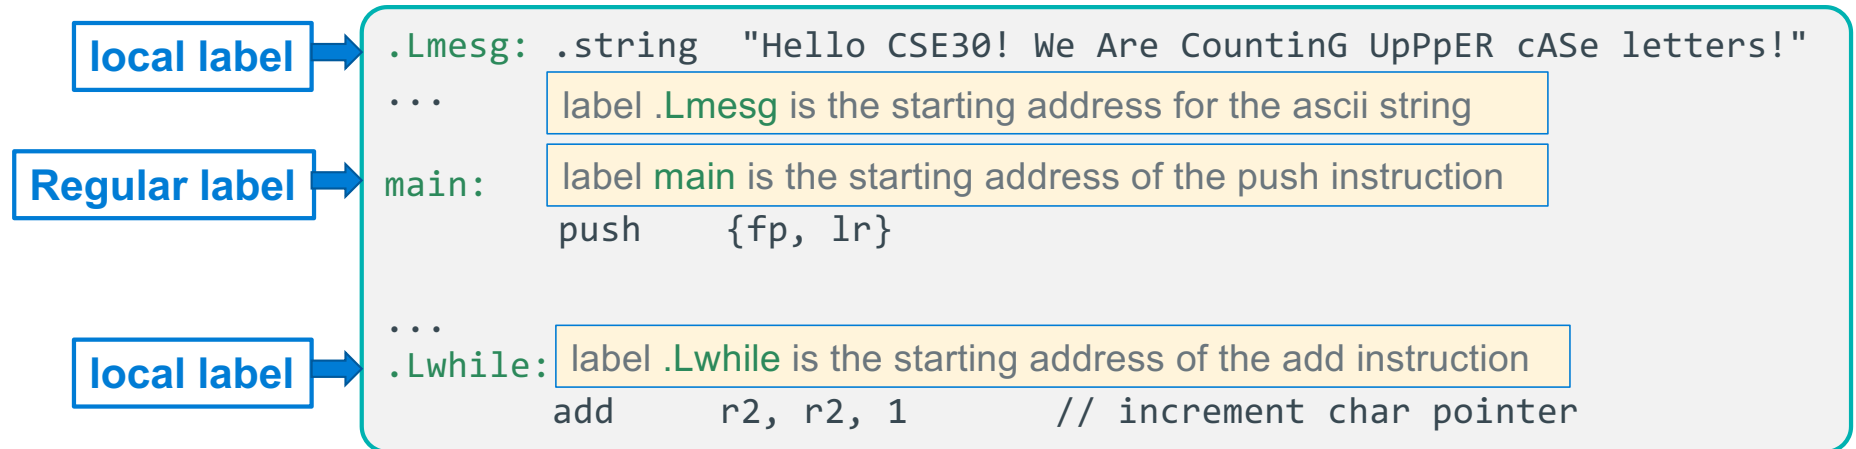 local label .Lmesg: .string "Hello CSE30! We Are CountinG UpPpER cASe letters!"
... label .Lmesg is the starting address for the ascii string
Regular label main: label main is the starting address of the push instruction
push {fp, lr}
...
local label .Lwhile: label .Lwhile is the starting address of the add instruction
add r2, r2, 1 // increment char pointer